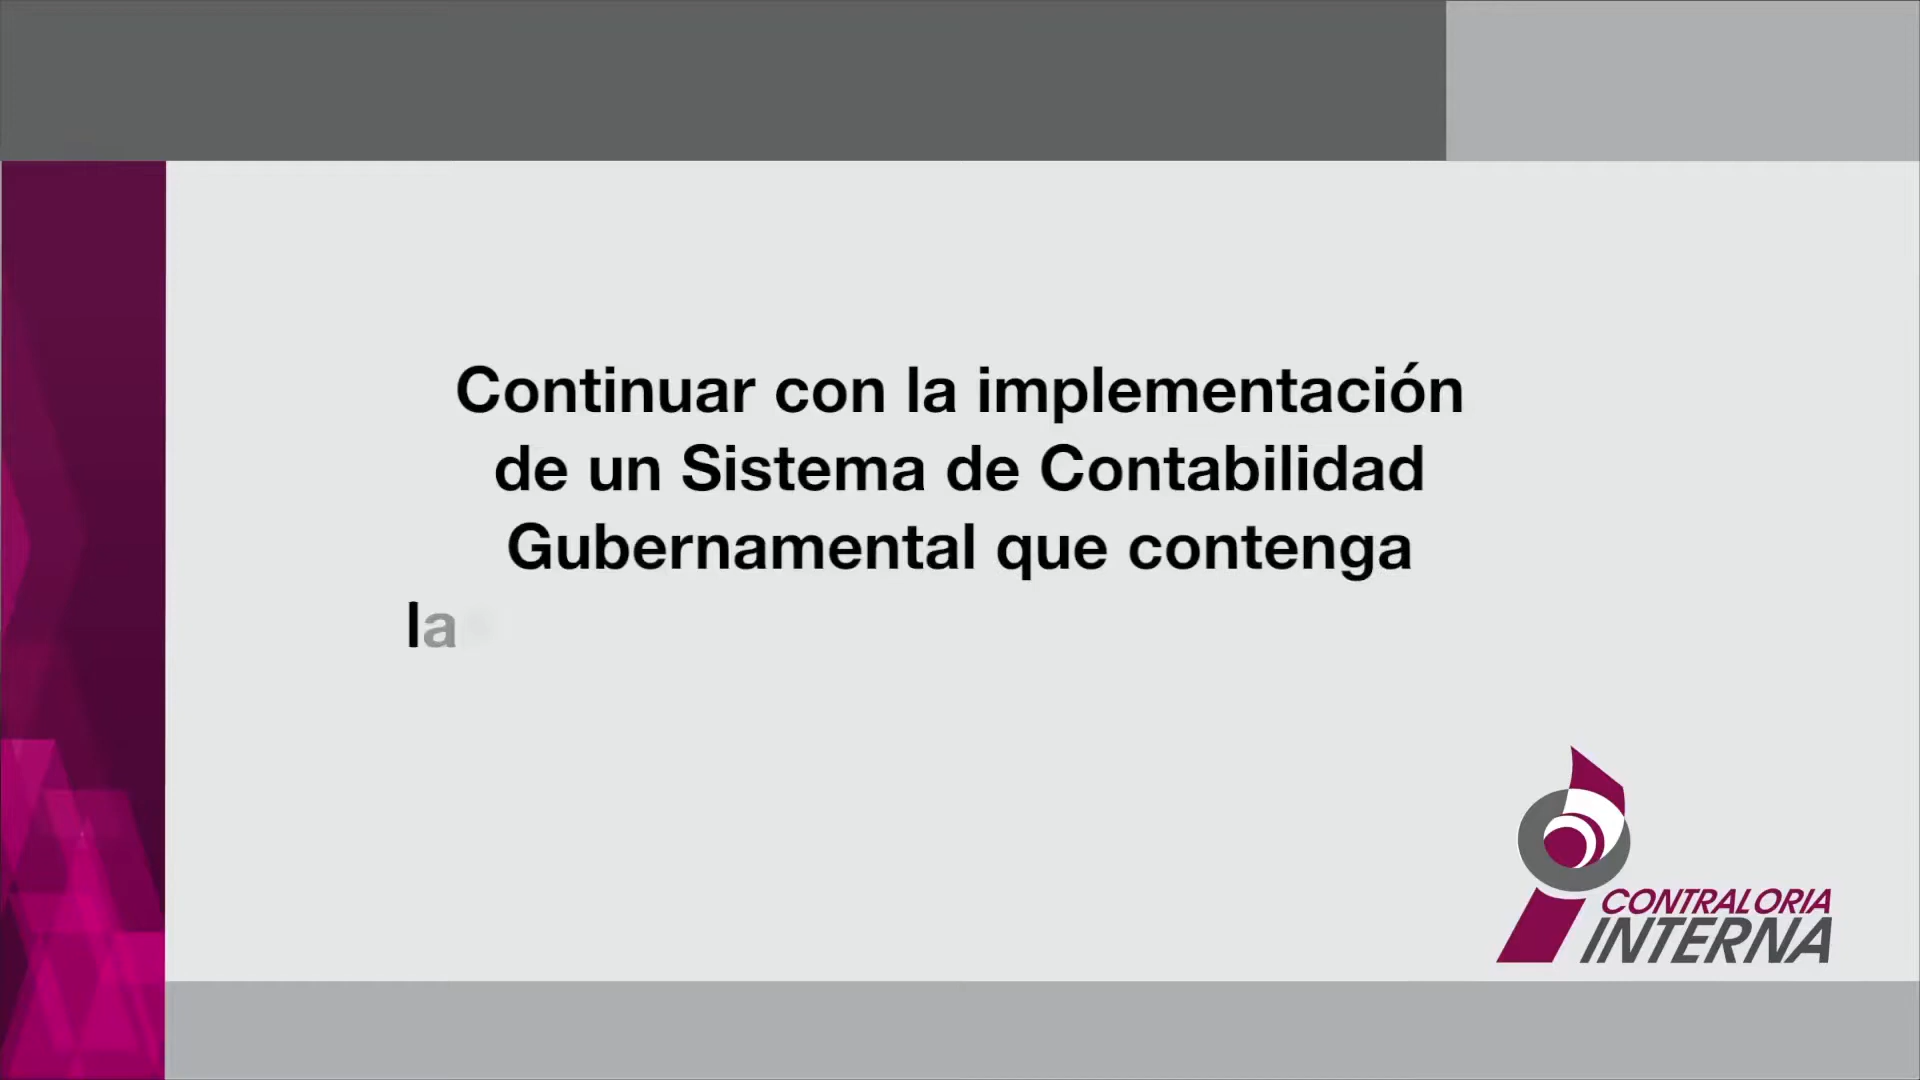 Continuar con la implementación
de un Sistema de Contabilidad
Gubernamental que contenga
la
CONTRALORIA
INTERNA